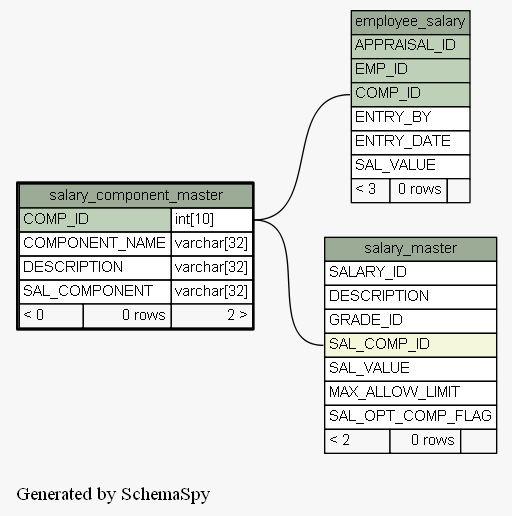 employee_salary
APPRAISAL_ID
EMP_ID
COMP_ID
ENTRY_BY
ENTRY_DATE
SAL_VALUE
< 3 0 rows
salary_component_master
COMP_ID int[10]
COMPONENT_NAME varchar[32]
DESCRIPTION varchar[32]
SAL_COMPONENT varchar[32]
< 0 0 rows 2 >
salary_master
SALARY_ID
DESCRIPTION
GRADE_ID
SAL_COMP_ID
SAL_VALUE
MAX_ALLOW_LIMIT
SAL_OPT_COMP_FLAG
< 2 0 rows
Generated by SchemaSpy